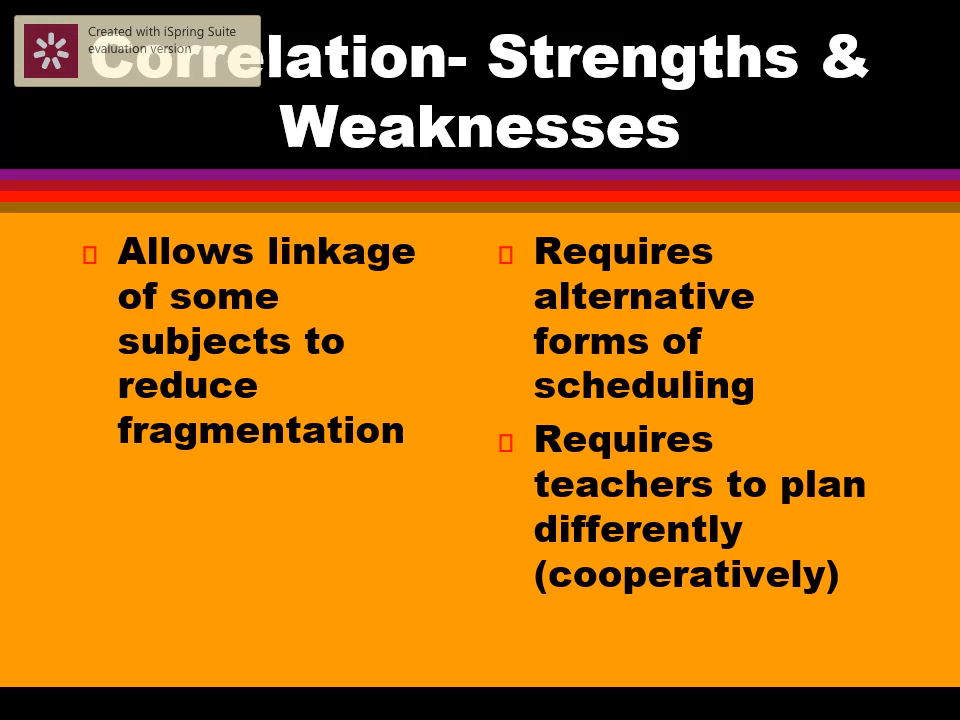 Created with iSpring Suite
evaluation version
Correlation- Strengths &
Weaknesses
Allows linkage
of some
subjects to
reduce
fragmentation
Requires
alternative
forms of
scheduling
Requires
teachers to plan
differently
(cooperatively)